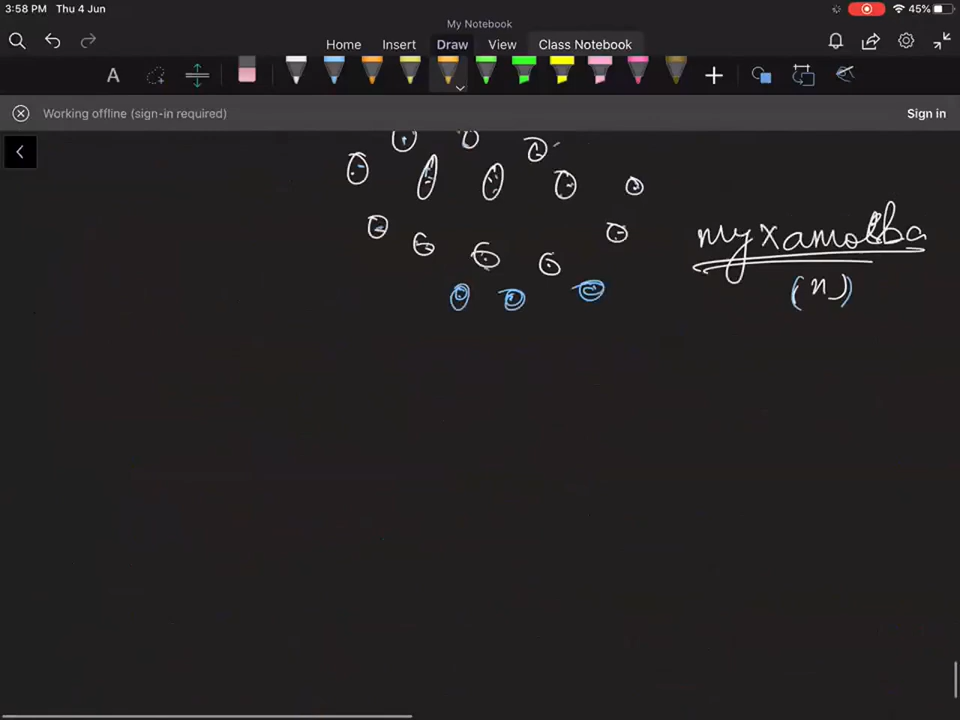 3:58 PM Thu 4 Jun
45%
My Notebook
Home Insert Draw View Class Notebook
A
Working offline (sign-in required) Sign in
myxamoeba
(n)